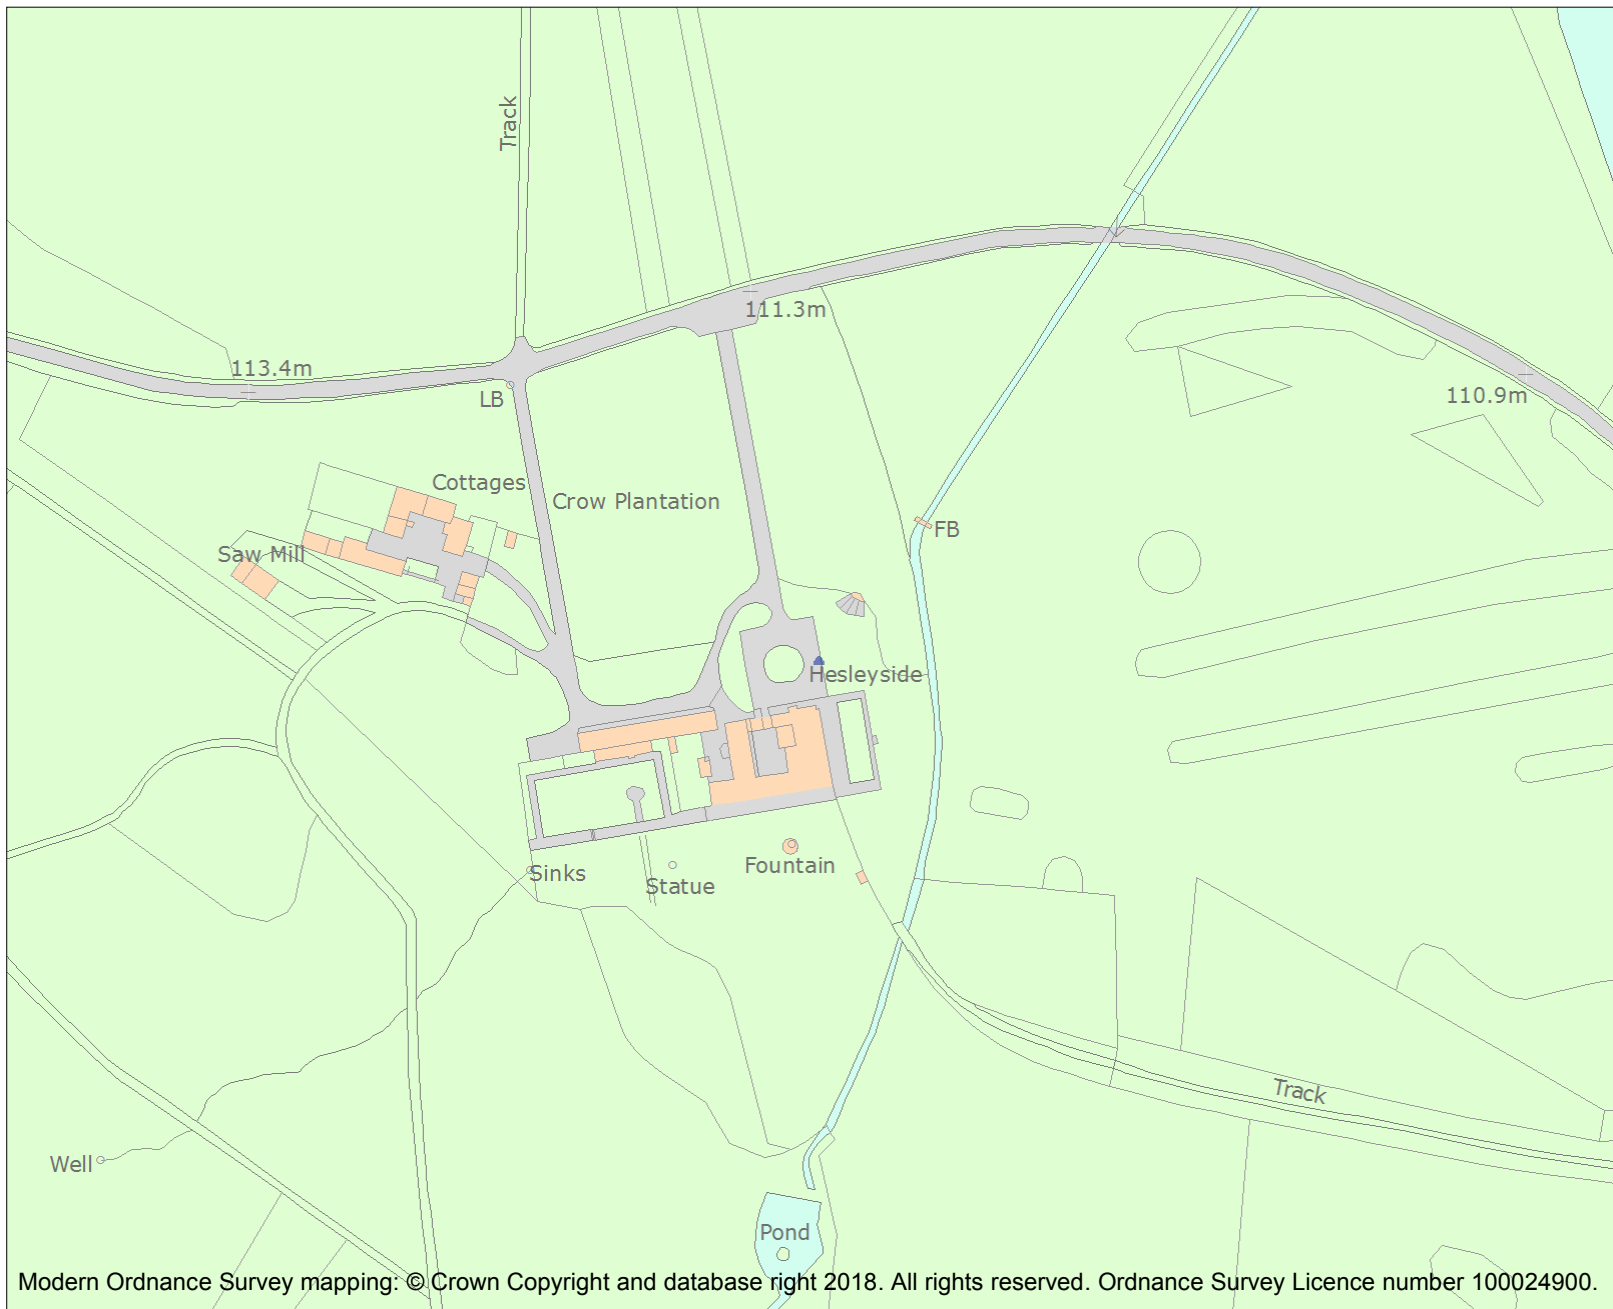 Track
111.3m
113.4m
LB
110.9m
Cottages
Crow Plantation
FB
Saw Mill
Hesleyside
Fountain
Sinks
Statue
Track
Well
Pond
Modern Ordnance Survey mapping: © Crown Copyright and database right 2018. All rights reserved. Ordnance Survey Licence number 100024900.